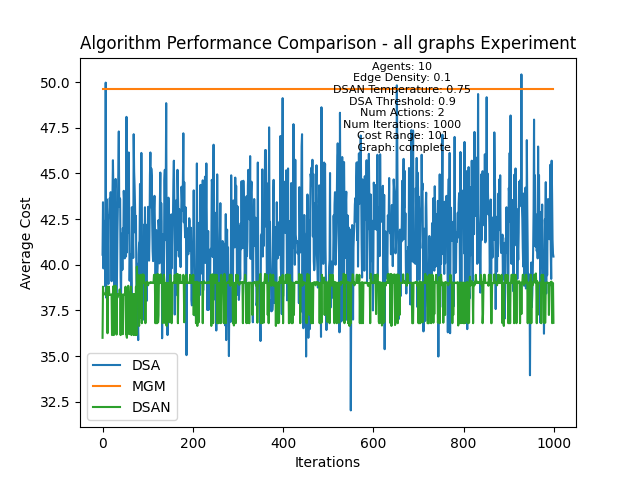 Algorithm Performance Comparison - all graphs Experiment
Agents: 10
Edge Density: 0.1
DSAN Temperature: 0.75
DSA Threshold: 0.9
Num Actions: 2
Num Iterations: 1000
Cost Range: 101
Graph: complete
Average Cost
50.0
47.5
45.0
42.5
40.0
37.5
35.0
32.5
DSA
MGM
DSAN
0 200 400 600 800 1000
Iterations